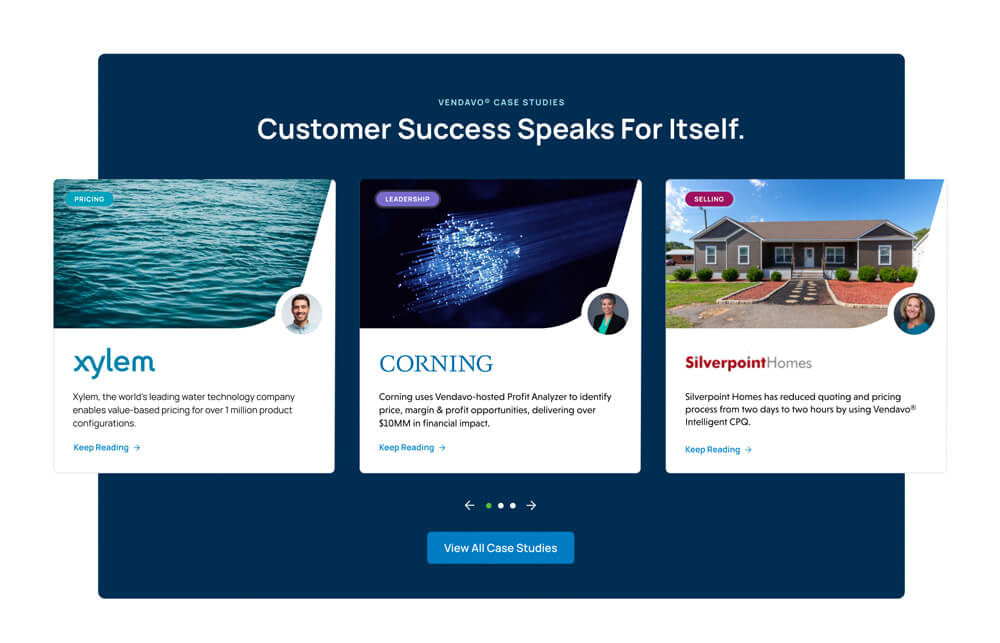 VENDAVO® CASE STUDIES
Customer Success Speaks For Itself.
PRICING
xylem
Xylem, the world's leading water technology company
enables value-based pricing for over 1 million product
configurations.
Keep Reading →
LEADERSHIP
CORNING
Corning uses Vendavo-hosted Profit Analyzer to identify
price, margin & profit opportunities, delivering over
$10MM in financial impact.
Keep Reading →
SELLING
SilverpointHomes
Silverpoint Homes has reduced quoting and pricing
process from two days to two hours by using Vendavo®
Intelligent CPQ.
Keep Reading →
View All Case Studies